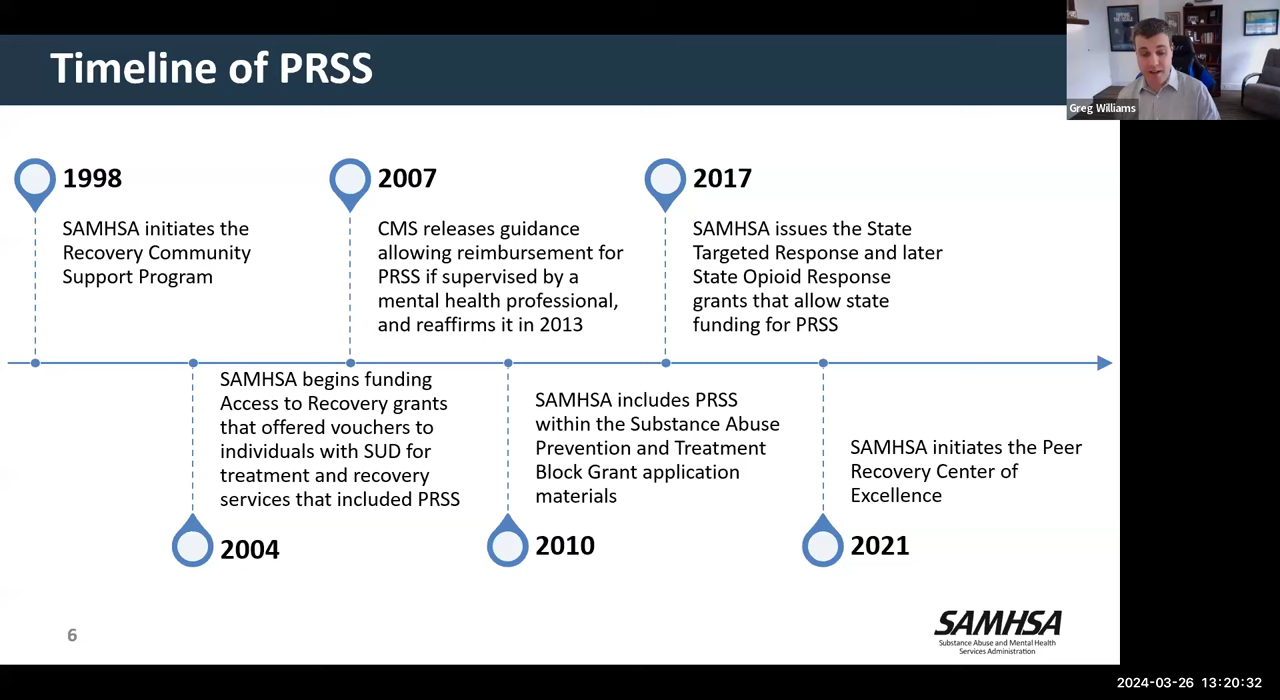 Timeline of PRSS
Greg Williams
1998
SAMHSA initiates the
Recovery Community
Support Program
2007
CMS releases guidance
allowing reimbursement for
PRSS if supervised by a
mental health professional,
and reaffirms it in 2013
2017
SAMHSA issues the State
Targeted Response and later
State Opioid Response
grants that allow state
funding for PRSS
SAMHSA begins funding
Access to Recovery grants
that offered vouchers to
individuals with SUD for
treatment and recovery
services that included PRSS
2004
SAMHSA includes PRSS
within the Substance Abuse
Prevention and Treatment
Block Grant application
materials
2010
SAMHSA initiates the Peer
Recovery Center of
Excellence
2021
6
SAMHSA
Substance Abuse and Mental Health
Services Administration
2024-03-26 13:20:32